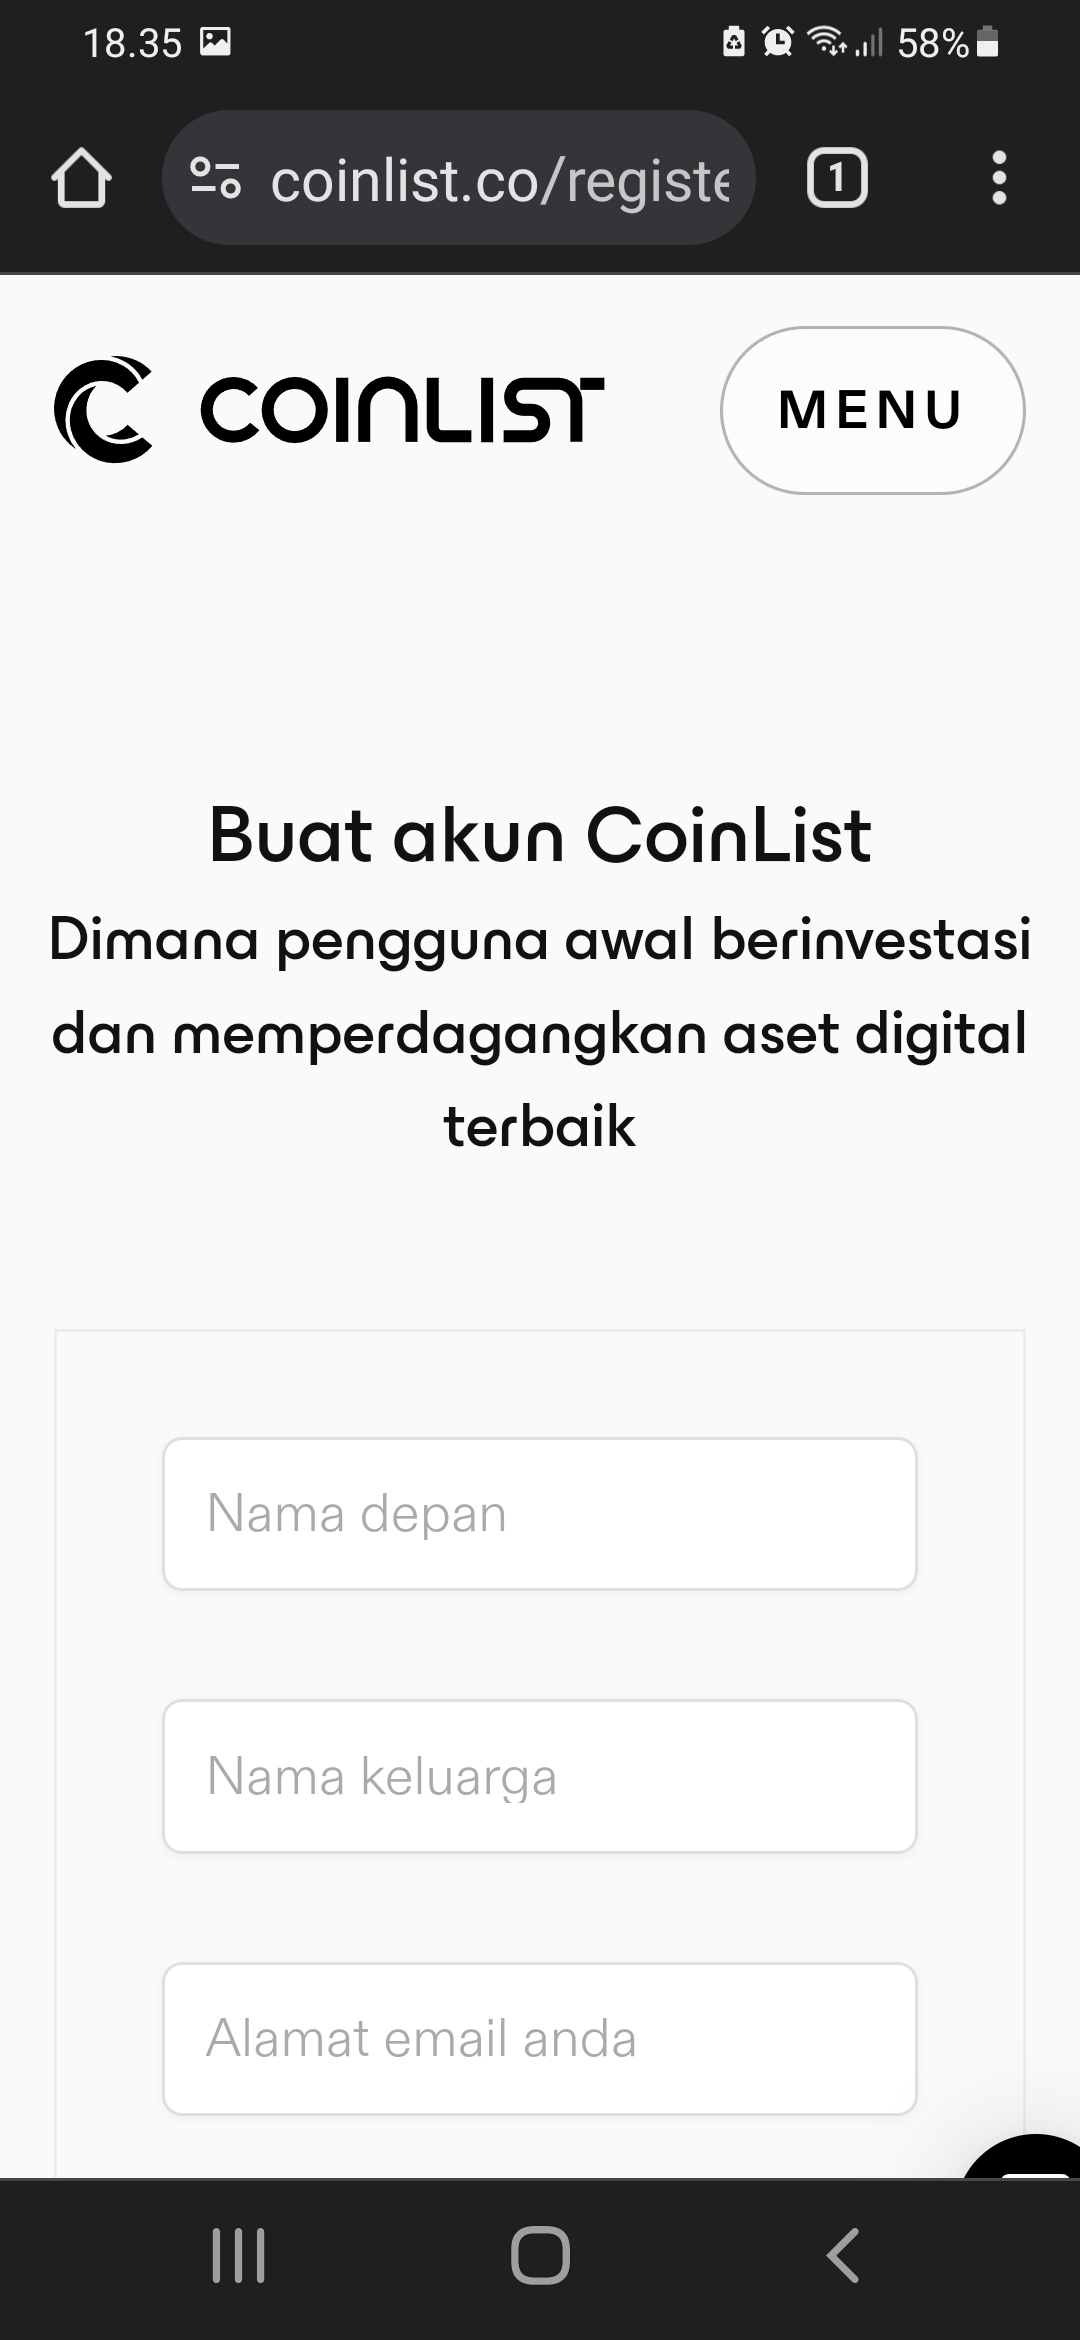 18.35
58%
coinlist.co/registe
1
COINLIST
MENU
Buat akun CoinList
Dimana pengguna awal berinvestasi
dan memperdagangkan aset digital
terbaik
Nama depan
Nama keluarga
Alamat email anda